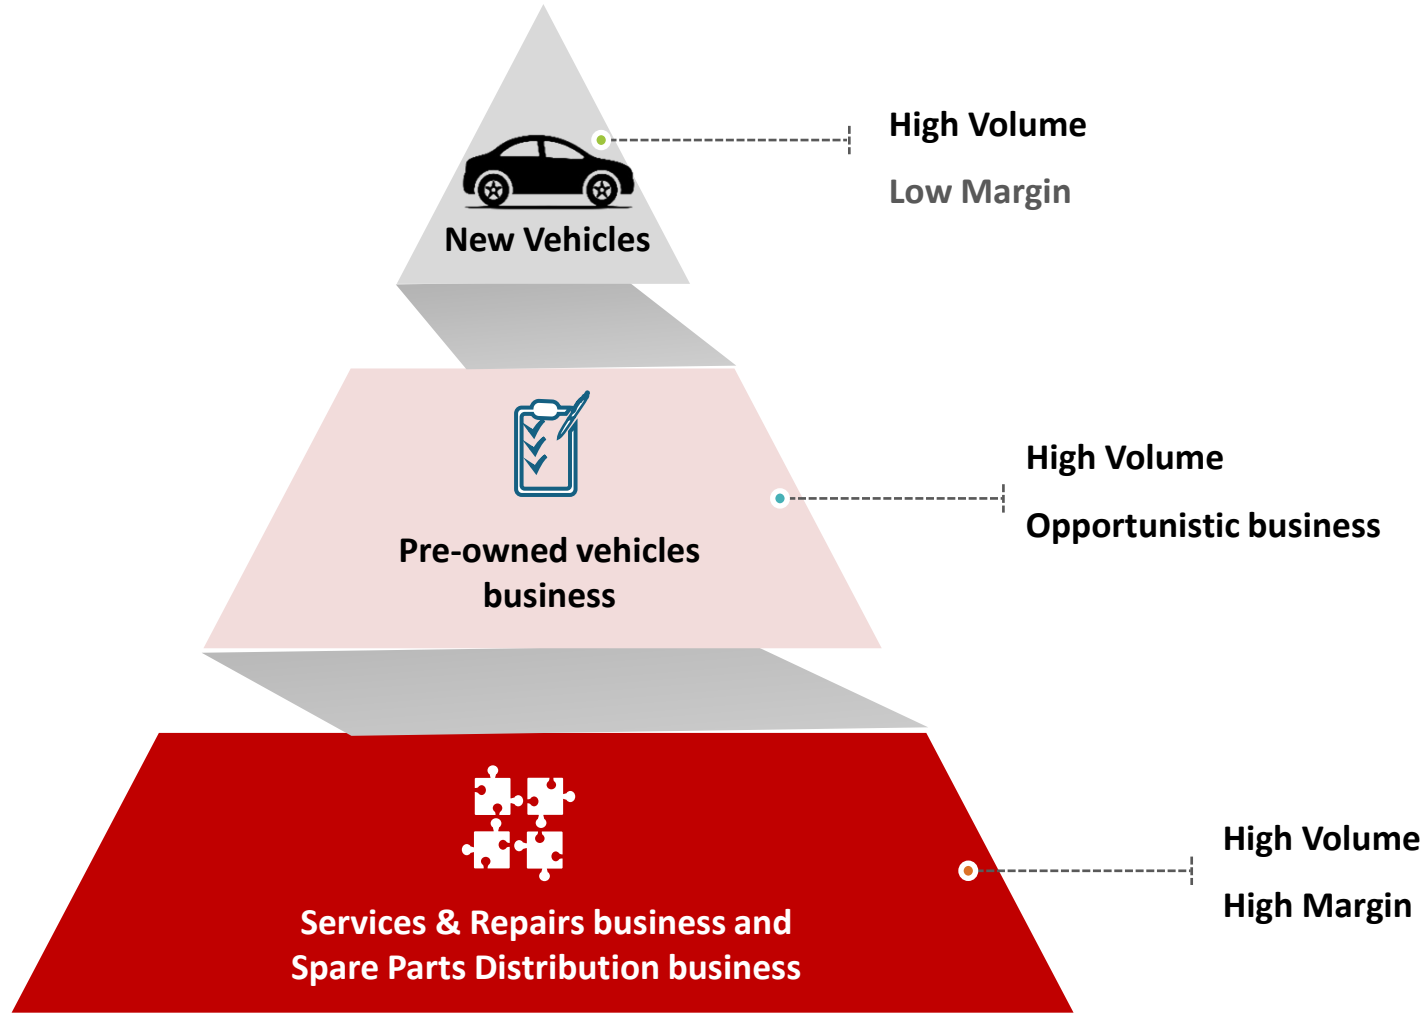 High Volume
Low Margin
New Vehicles
High Volume
Opportunistic business
Pre-owned vehicles
business
High Volume
High Margin
Services & Repairs business and
Spare Parts Distribution business